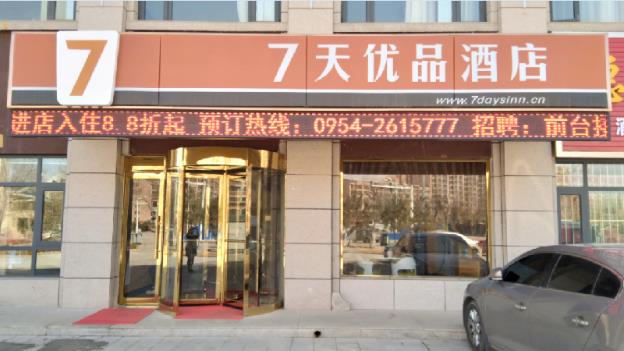 7 7天优品酒店
www.7daysinn.cn
进店入住8.8折起 预订热线：0954-2615777 招聘：前台接
酒